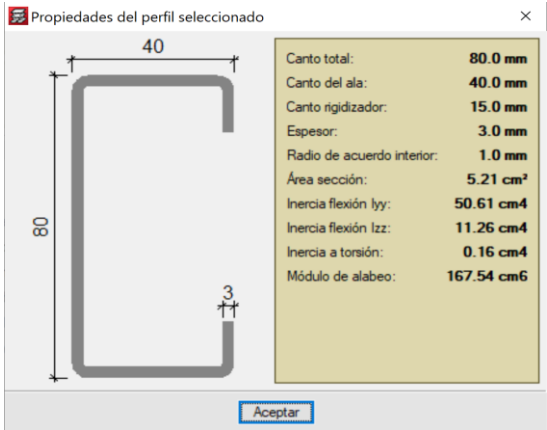 Propiedades del perfil seleccionado
40
80
3
Canto total: 80.0 mm
Canto del ala: 40.0 mm
Canto rigidizador: 15.0 mm
Espesor: 3.0 mm
Radio de acuerdo interior: 1.0 mm
Área sección: 5.21 cm²
Inercia flexión Iyy: 50.61 cm4
Inercia flexión Izz: 11.26 cm4
Inercia a torsión: 0.16 cm4
Módulo de alabeo: 167.54 cm6
Aceptar